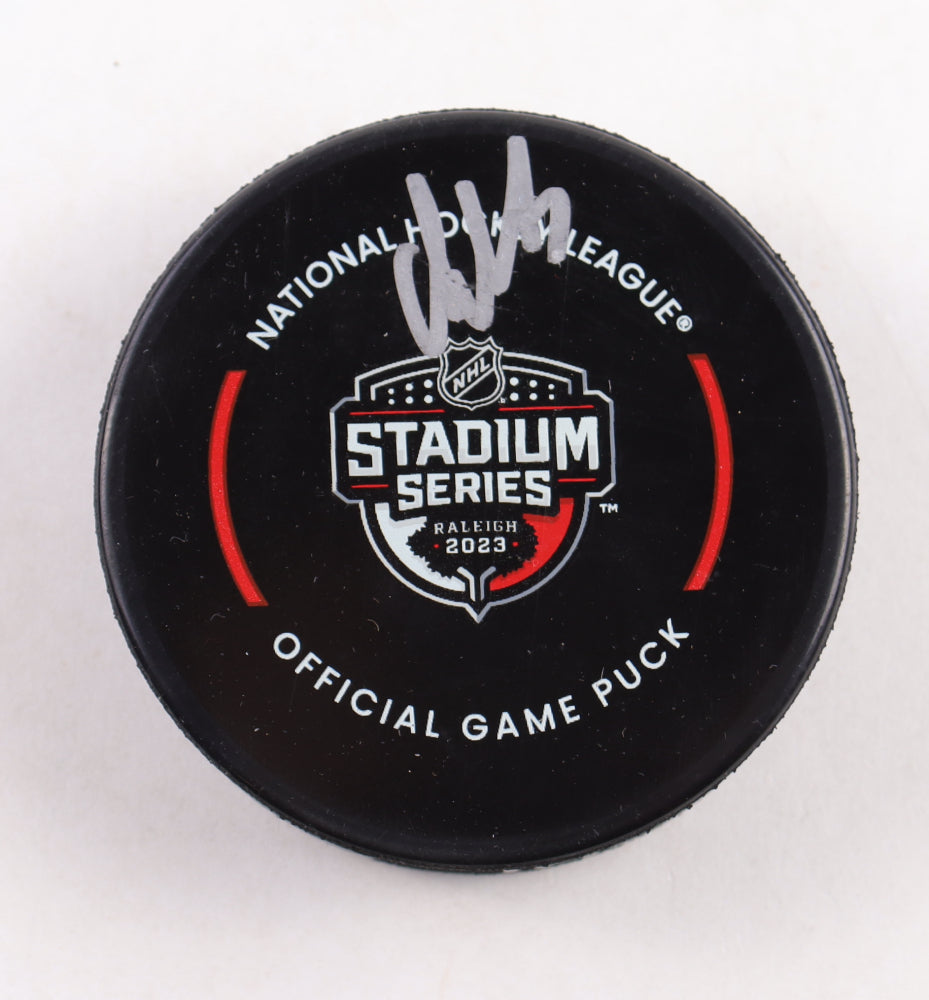 NATIONAL HOCKEY LEAGUE®
NHL
STADIUM
SERIES
™
RALEIGH
• 2023 •
OFFICIAL GAME PUCK